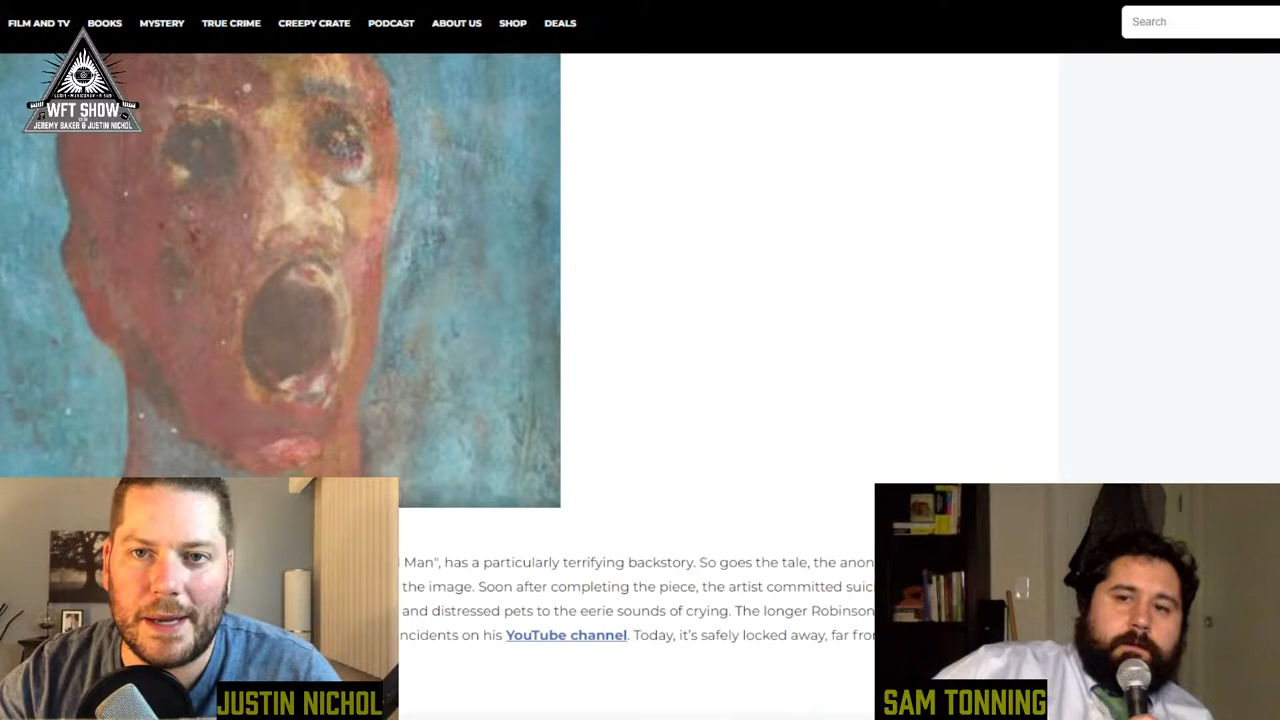 FILM AND TV BOOKS MYSTERY TRUE CRIME CREEPY CRATE PODCAST ABOUT US SHOP DEALS
Search
WFT SHOW
JEREMY BAKER & JUSTIN NICHOL
Man", has a particularly terrifying backstory. So goes the tale, the anon
the image. Soon after completing the piece, the artist committed suic
and distressed pets to the eerie sounds of crying. The longer Robinson
ncidents on his YouTube channel. Today, it's safely locked away, far fro
JUSTIN NICHOL
SAM TONNING